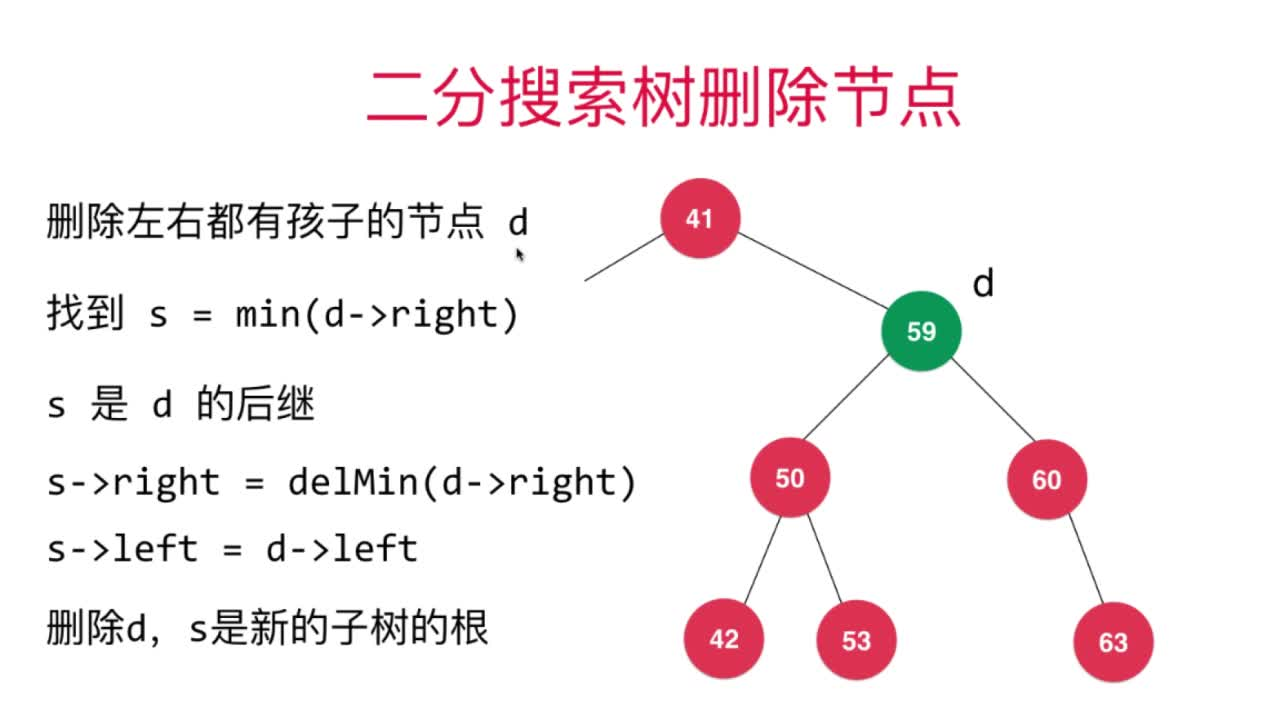 二分搜索树删除节点
删除左右都有孩子的节点 d
找到 s = min(d->right)
s 是 d 的后继
s->right = delMin(d->right)
s->left = d->left
删除d，s是新的子树的根
41
d
59
50
60
42
53
63